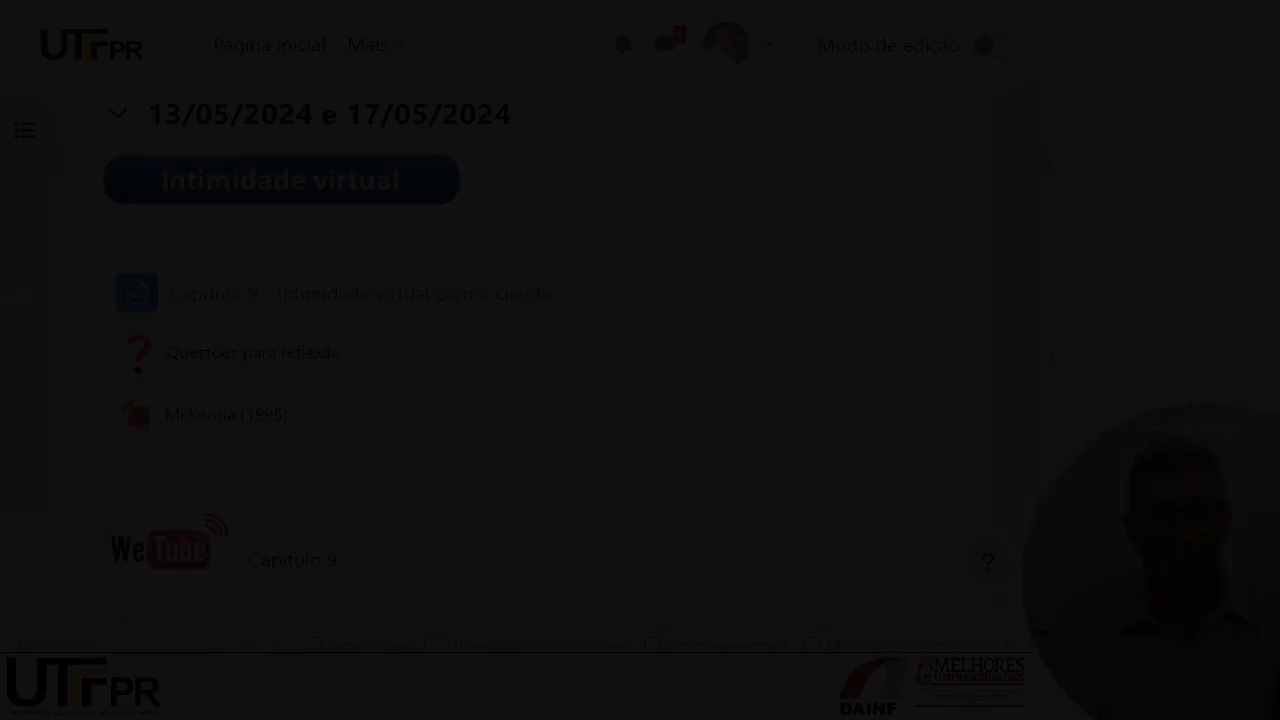 UTFPR
Página inicial
Mais
Modo de edição
13/05/2024 e 17/05/2024
Intimidade virtual
Capítulo 9 - Intimidade virtual com o cliente
Questões para reflexão
McKenna (1995)
WeTube
Capítulo 9
?
UTFPR
DAINF
MELHORES
UNIVERSIDADES